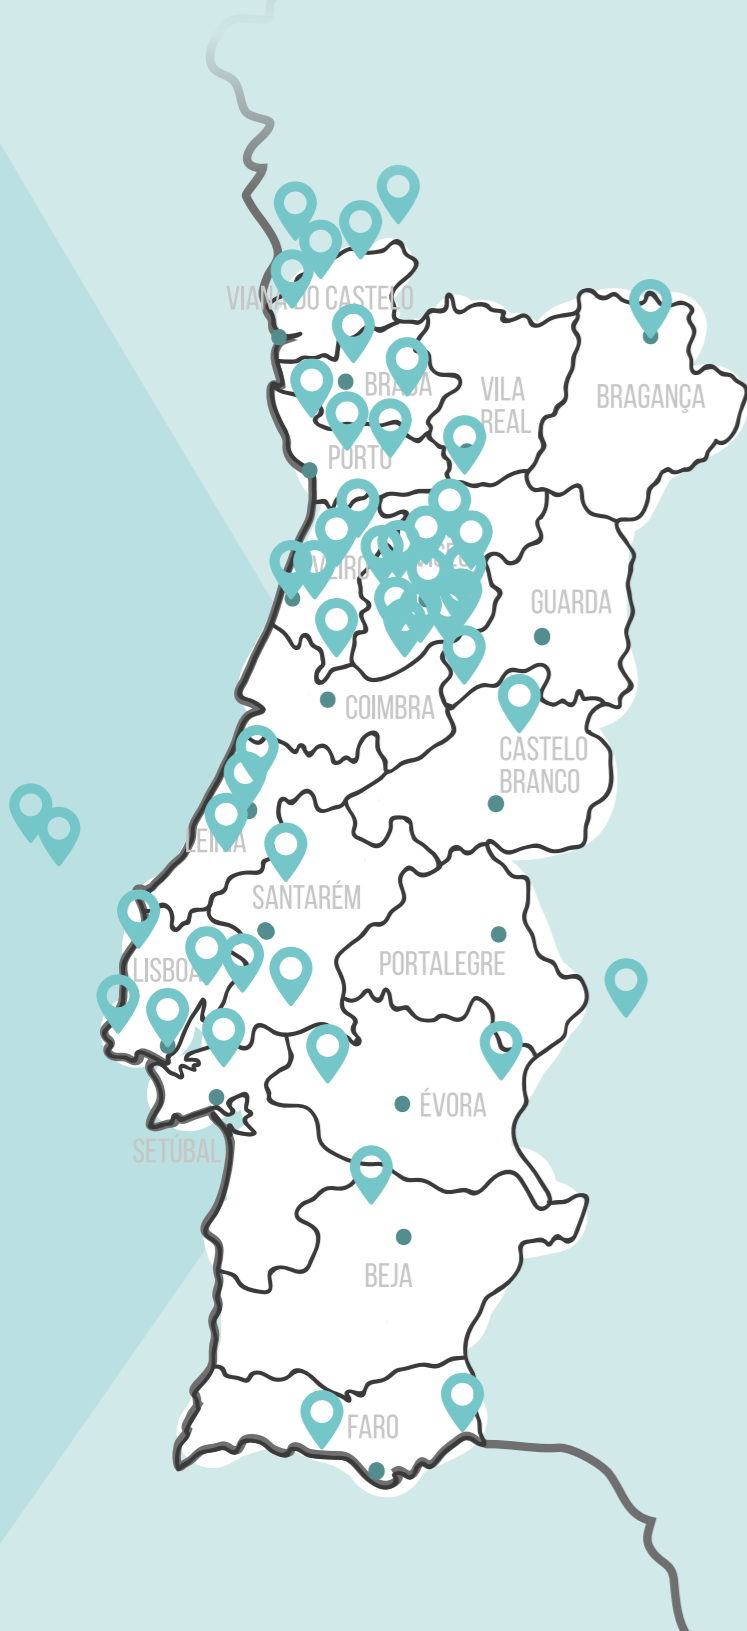 VIANA DO CASTELO
BRAGA
VILA
REAL
BRAGANÇA
PORTO
GUARDA
COIMBRA
CASTELO
BRANCO
LEIRIA
SANTARÉM
LISBOA
PORTALEGRE
ÉVORA
SETÚBAL
BEJA
FARO